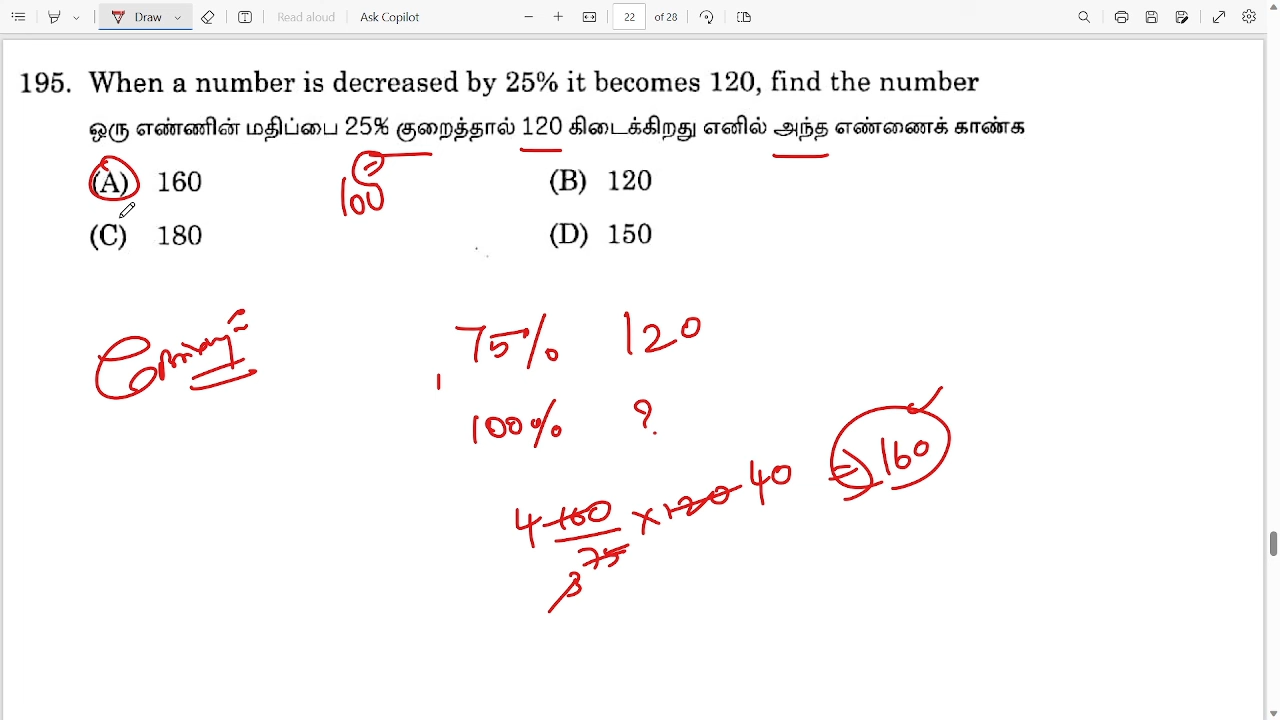 Draw Read aloud Ask Copilot 22 of 28
195. When a number is decreased by 25% it becomes 120, find the number
ஒரு எண்ணின் மதிப்பை 25% குறைத்தால் 120 கிடைக்கிறது எனில் அந்த எண்ணைக் காண்க
(A) 160 (B) 120
100
(C) 180 (D) 150
75% 120
100% ?
4 100/75 × 120 40 ⇒ 160
3